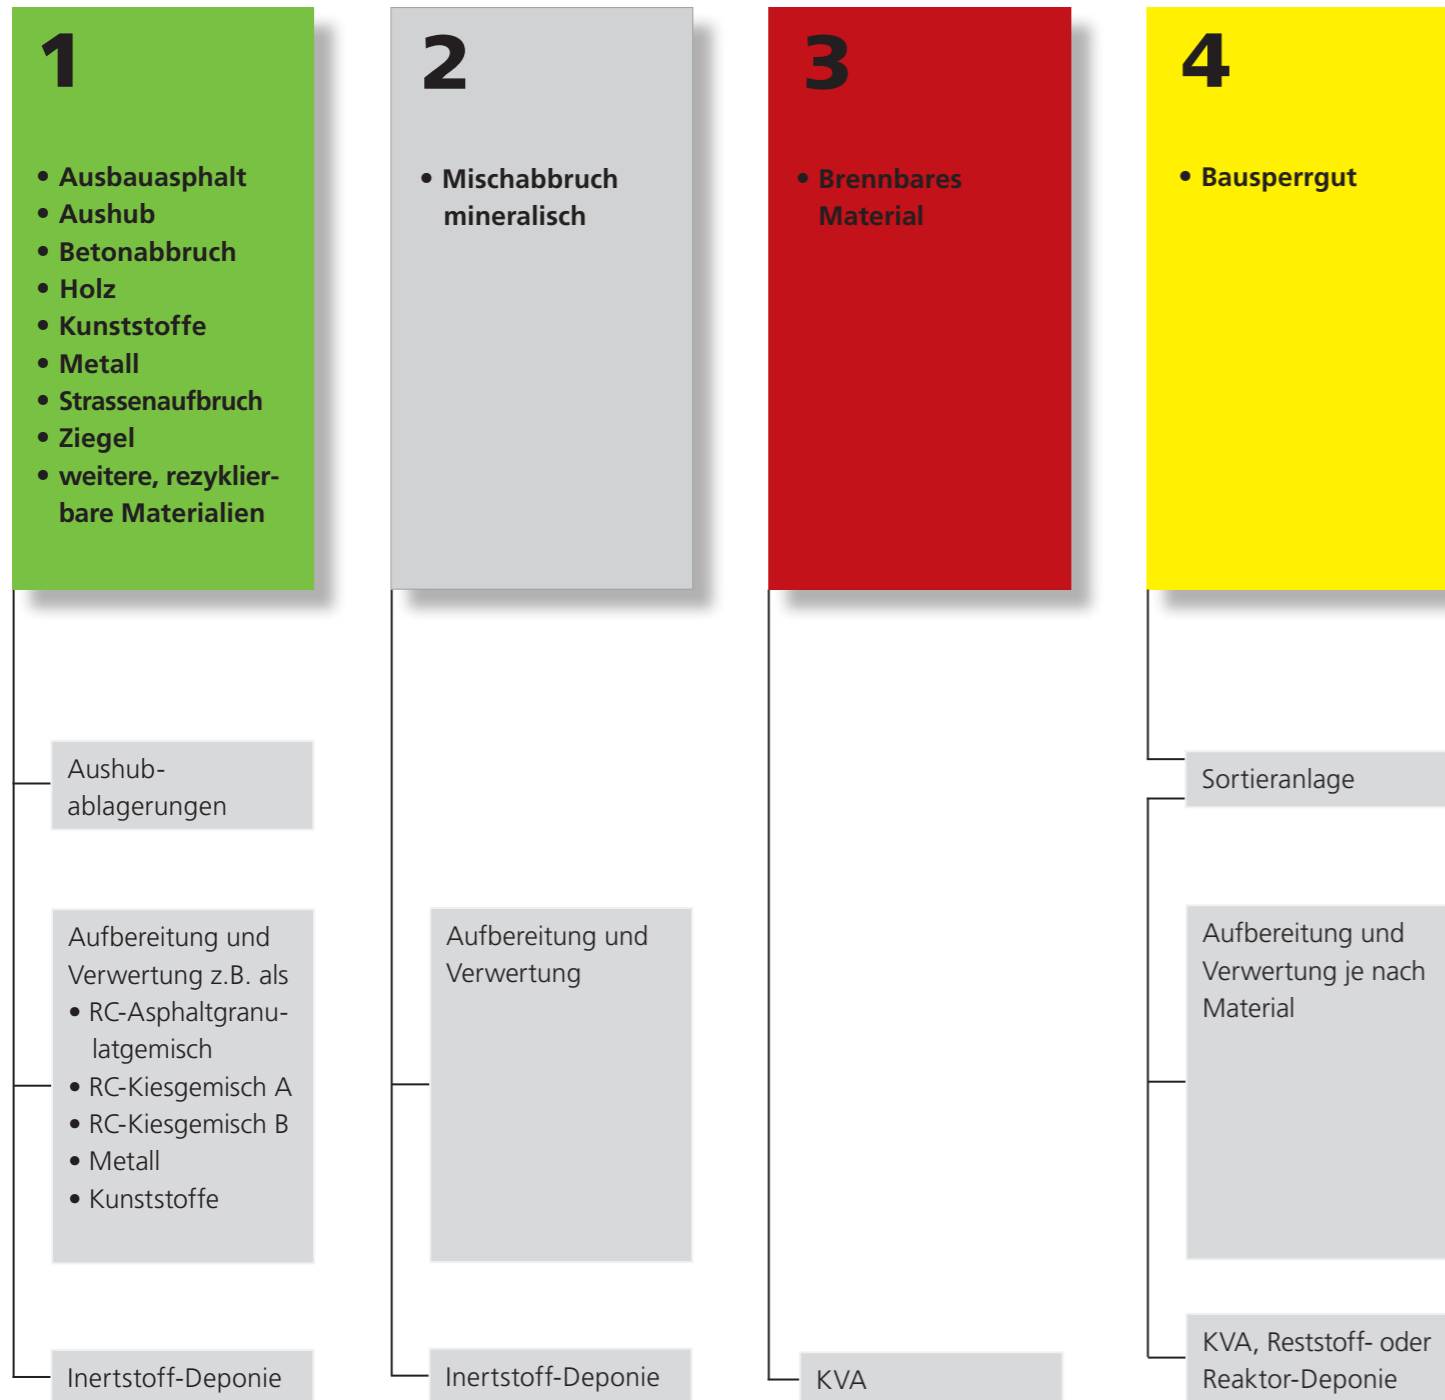 1
• Ausbauasphalt
• Aushub
• Betonabbruch
• Holz
• Kunststoffe
• Metall
• Strassenaufbruch
• Ziegel
• weitere, rezyklier-
bare Materialien
Aushub-
ablagerungen
Aufbereitung und
Verwertung z.B. als
• RC-Asphaltgranu-
latgemisch
• RC-Kiesgemisch A
• RC-Kiesgemisch B
• Metall
• Kunststoffe
Inertstoff-Deponie
2
• Mischabbruch
mineralisch
Aufbereitung und
Verwertung
Inertstoff-Deponie
3
• Brennbares
Material
KVA
4
• Bausperrgut
Sortieranlage
Aufbereitung und
Verwertung je nach
Material
KVA, Reststoff- oder
Reaktor-Deponie